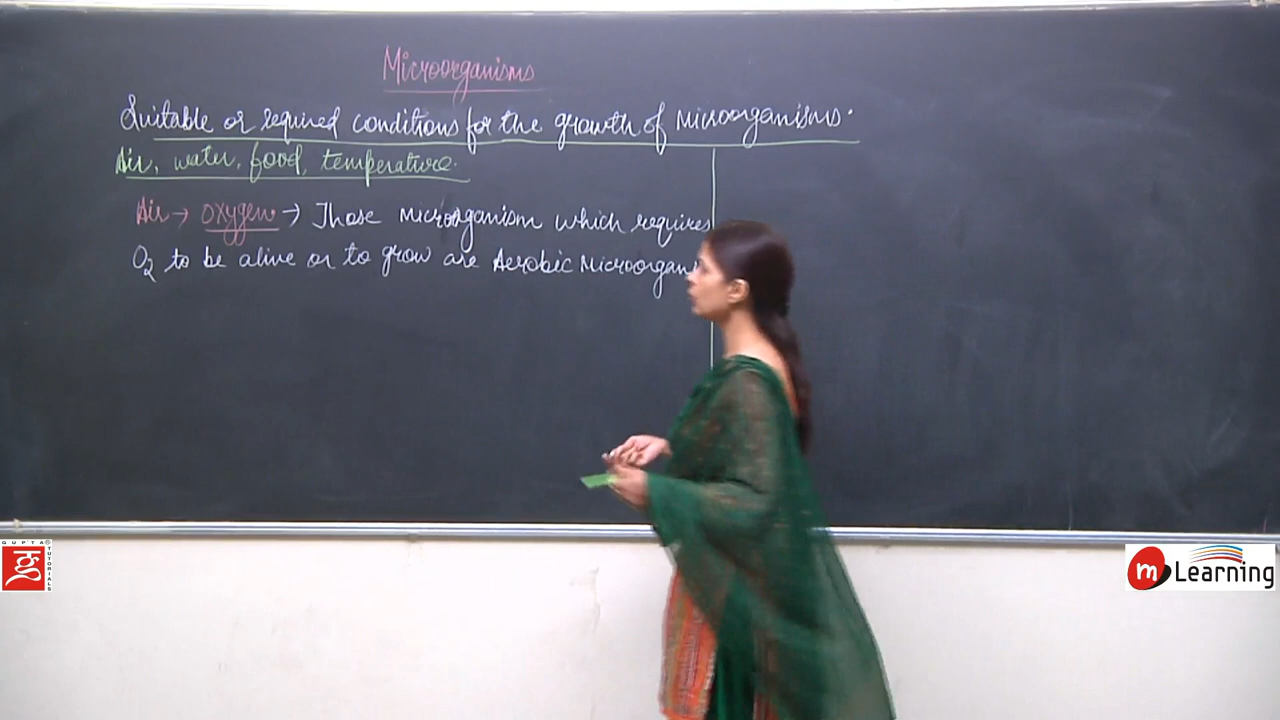 Microorganisms
Suitable or required conditions for the growth of Microorganisms.
Air, water, food, temperature.
Air → oxygen → Those Microorganism which requires
O2 to be alive or to grow are Aerobic Microorgan
GUPTA® TUTORIALS
m Learning